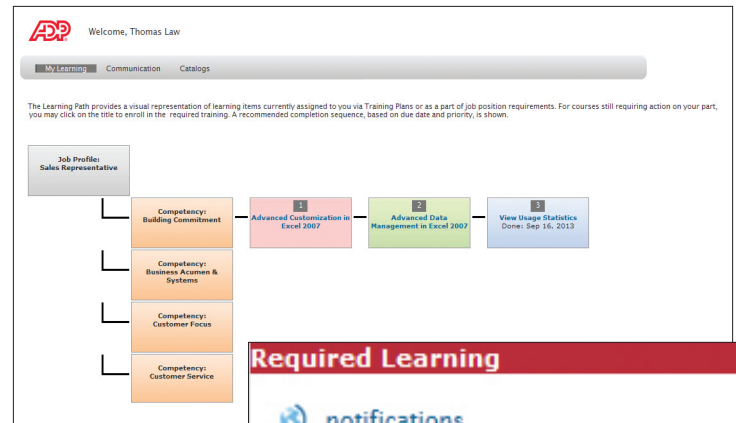 ADP
Welcome, Thomas Law
My Learning Communication Catalogs
The Learning Path provides a visual representation of learning items currently assigned to you via Training Plans or as a part of job position requirements. For courses still requiring action on your part,
you may click on the title to enroll in the required training. A recommended completion sequence, based on due date and priority, is shown.
Job Profile:
Sales Representative
Competency:
Building Commitment
1
Advanced Customization in
Excel 2007
2
Advanced Data
Management in Excel 2007
3
View Usage Statistics
Done: Sep 16, 2013
Competency:
Business Acumen &
Systems
Competency:
Customer Focus
Competency:
Customer Service
Required Learning
notifications